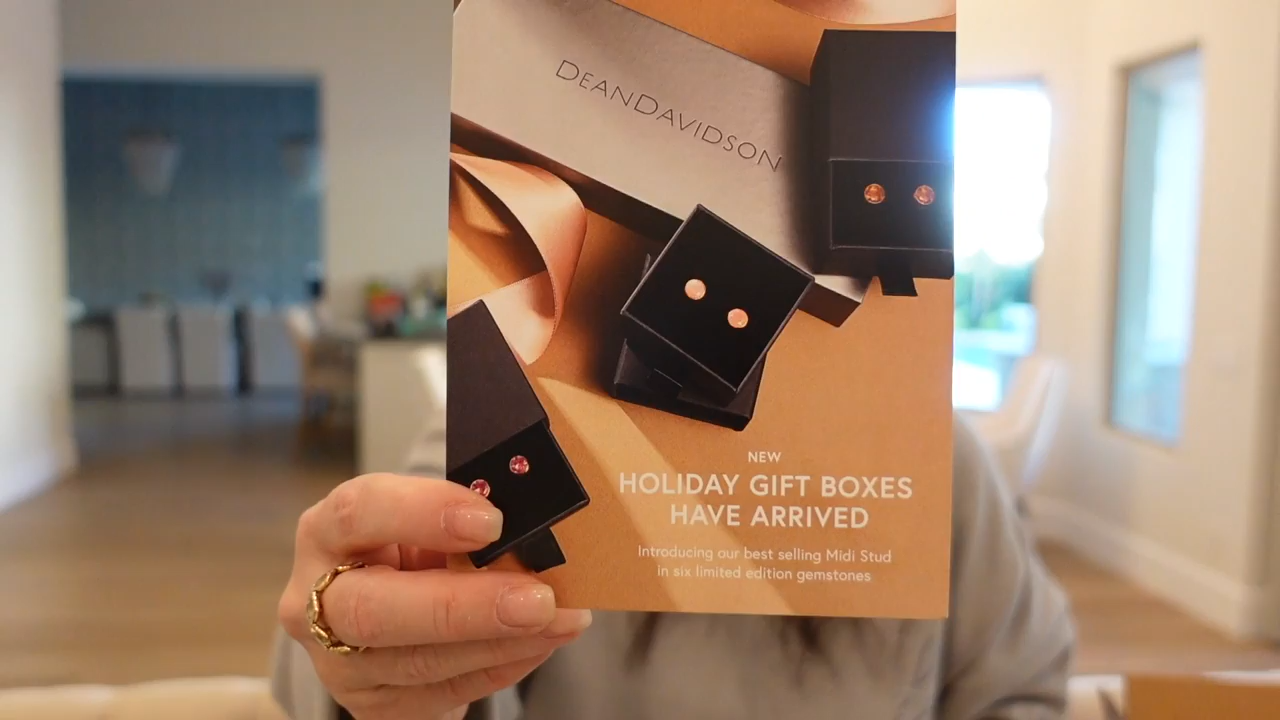 DEANDAVIDSON
NEW
HOLIDAY GIFT BOXES
HAVE ARRIVED
Introducing our best selling Midi Stud
in six limited edition gemstones